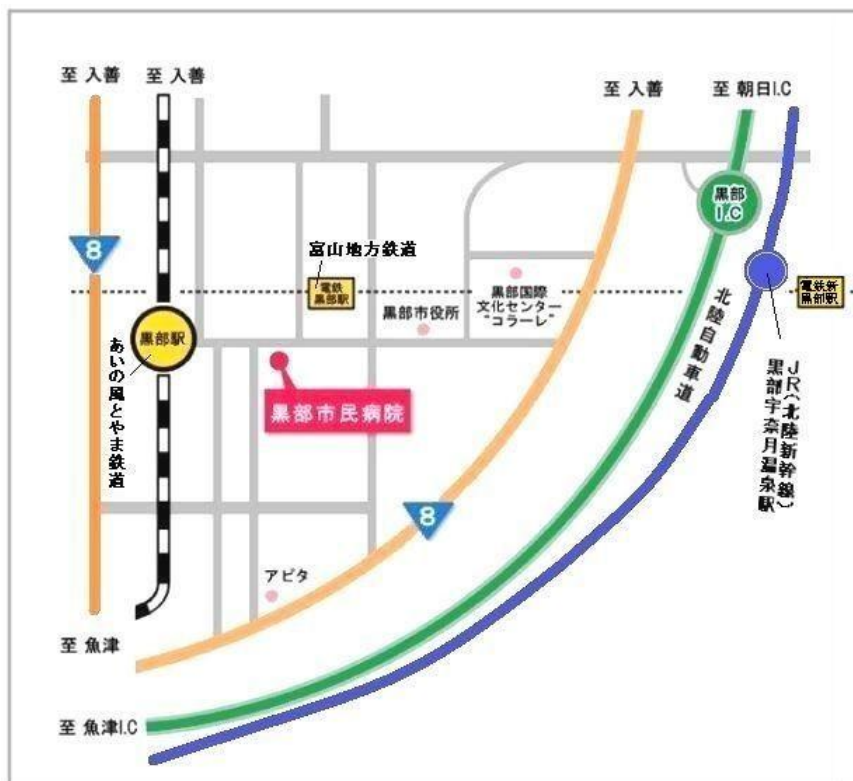 至 入善
至 入善
至 入善
至 朝日I.C
黒部
I.C
8
富山地方鉄道
電鉄
黒部駅
黒部国際
文化センター
"コラーレ"
電鉄新
黒部駅
黒部市役所
黒部駅
北陸自動車道
あいの風とやま鉄道
JR(北陸新幹線)
黒部宇奈月温泉駅
黒部市民病院
8
アピタ
至 魚津
至 魚津I.C